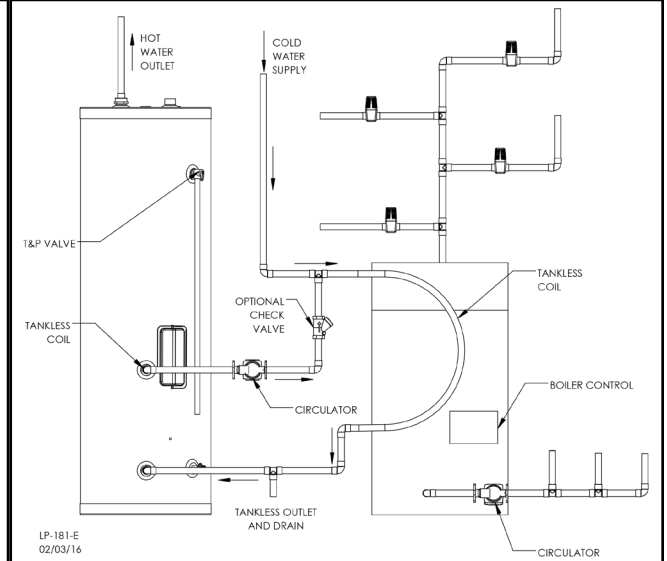 HOT
WATER
OUTLET
COLD
WATER
SUPPLY
T&P VALVE
TANKLESS
COIL
OPTIONAL
CHECK
VALVE
TANKLESS
COIL
CIRCULATOR
BOILER CONTROL
TANKLESS OUTLET
AND DRAIN
CIRCULATOR
LP-181-E
02/03/16